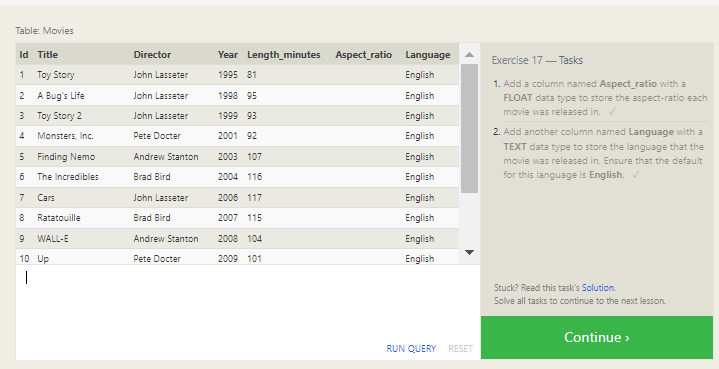 Table: Movies
Id Title Director Year Length_minutes Aspect_ratio Language
1 Toy Story John Lasseter 1995 81 English
2 A Bug's Life John Lasseter 1998 95 English
3 Toy Story 2 John Lasseter 1999 93 English
4 Monsters, Inc. Pete Docter 2001 92 English
5 Finding Nemo Andrew Stanton 2003 107 English
6 The Incredibles Brad Bird 2004 116 English
7 Cars John Lasseter 2006 117 English
8 Ratatouille Brad Bird 2007 115 English
9 WALL-E Andrew Stanton 2008 104 English
10 Up Pete Docter 2009 101 English
RUN QUERY RESET
Exercise 17 — Tasks
1. Add a column named Aspect_ratio with a
FLOAT data type to store the aspect-ratio each
movie was released in. ✓
2. Add another column named Language with a
TEXT data type to store the language that the
movie was released in. Ensure that the default
for this language is English. ✓
Stuck? Read this task's Solution.
Solve all tasks to continue to the next lesson.
Continue ›